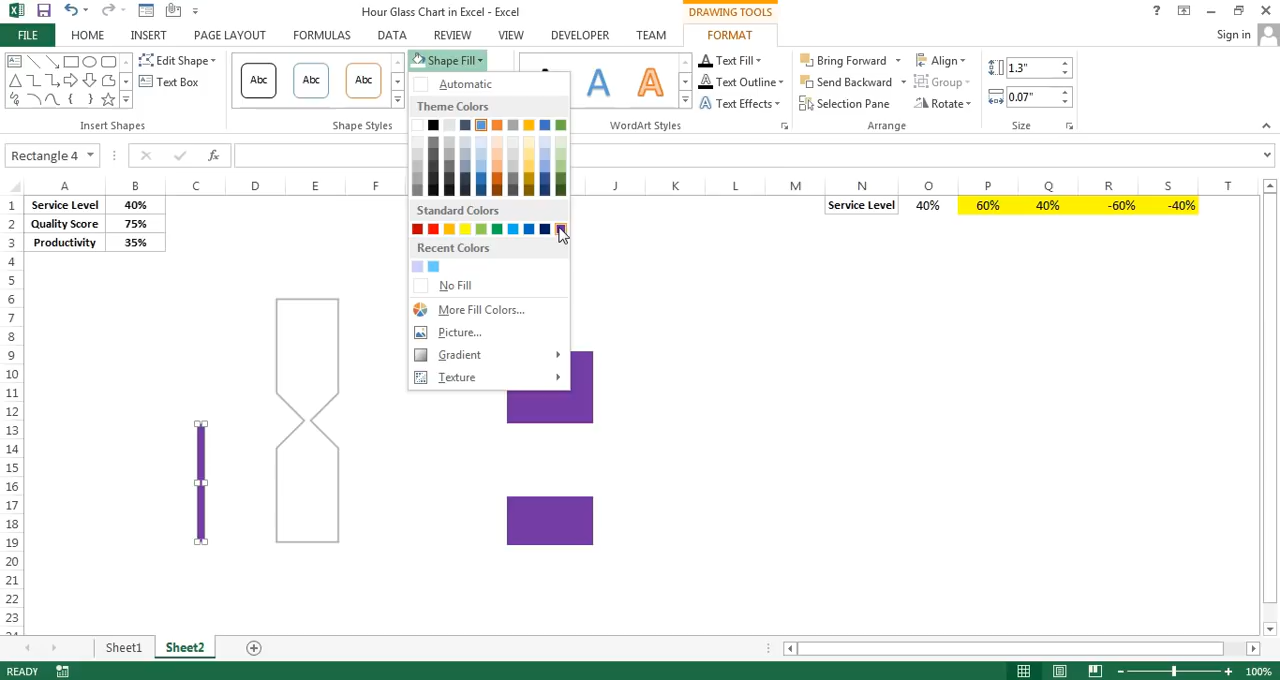 Hour Glass Chart in Excel - Excel
DRAWING TOOLS
?
FILE HOME INSERT PAGE LAYOUT FORMULAS DATA REVIEW VIEW DEVELOPER TEAM FORMAT Sign in
Edit Shape
Text Box
Insert Shapes
Abc Abc Abc
Shape Styles
Shape Fill
A A
Text Fill
Text Outline
Text Effects
WordArt Styles
Bring Forward
Send Backward
Selection Pane
Align
Group
Rotate
Arrange
1.3"
0.07"
Size
Automatic
Theme Colors
Standard Colors
Recent Colors
No Fill
More Fill Colors...
Picture...
Gradient
Texture
Rectangle 4 fx
A B C D E F J K L M N O P Q R S T
1 Service Level 40% Service Level 40% 60% 40% -60% -40%
2 Quality Score 75%
3 Productivity 35%
4
5
6
7
8
9
10
11
12
13
14
15
16
17
18
19
20
21
22
23
24
Sheet1 Sheet2
READY 100%